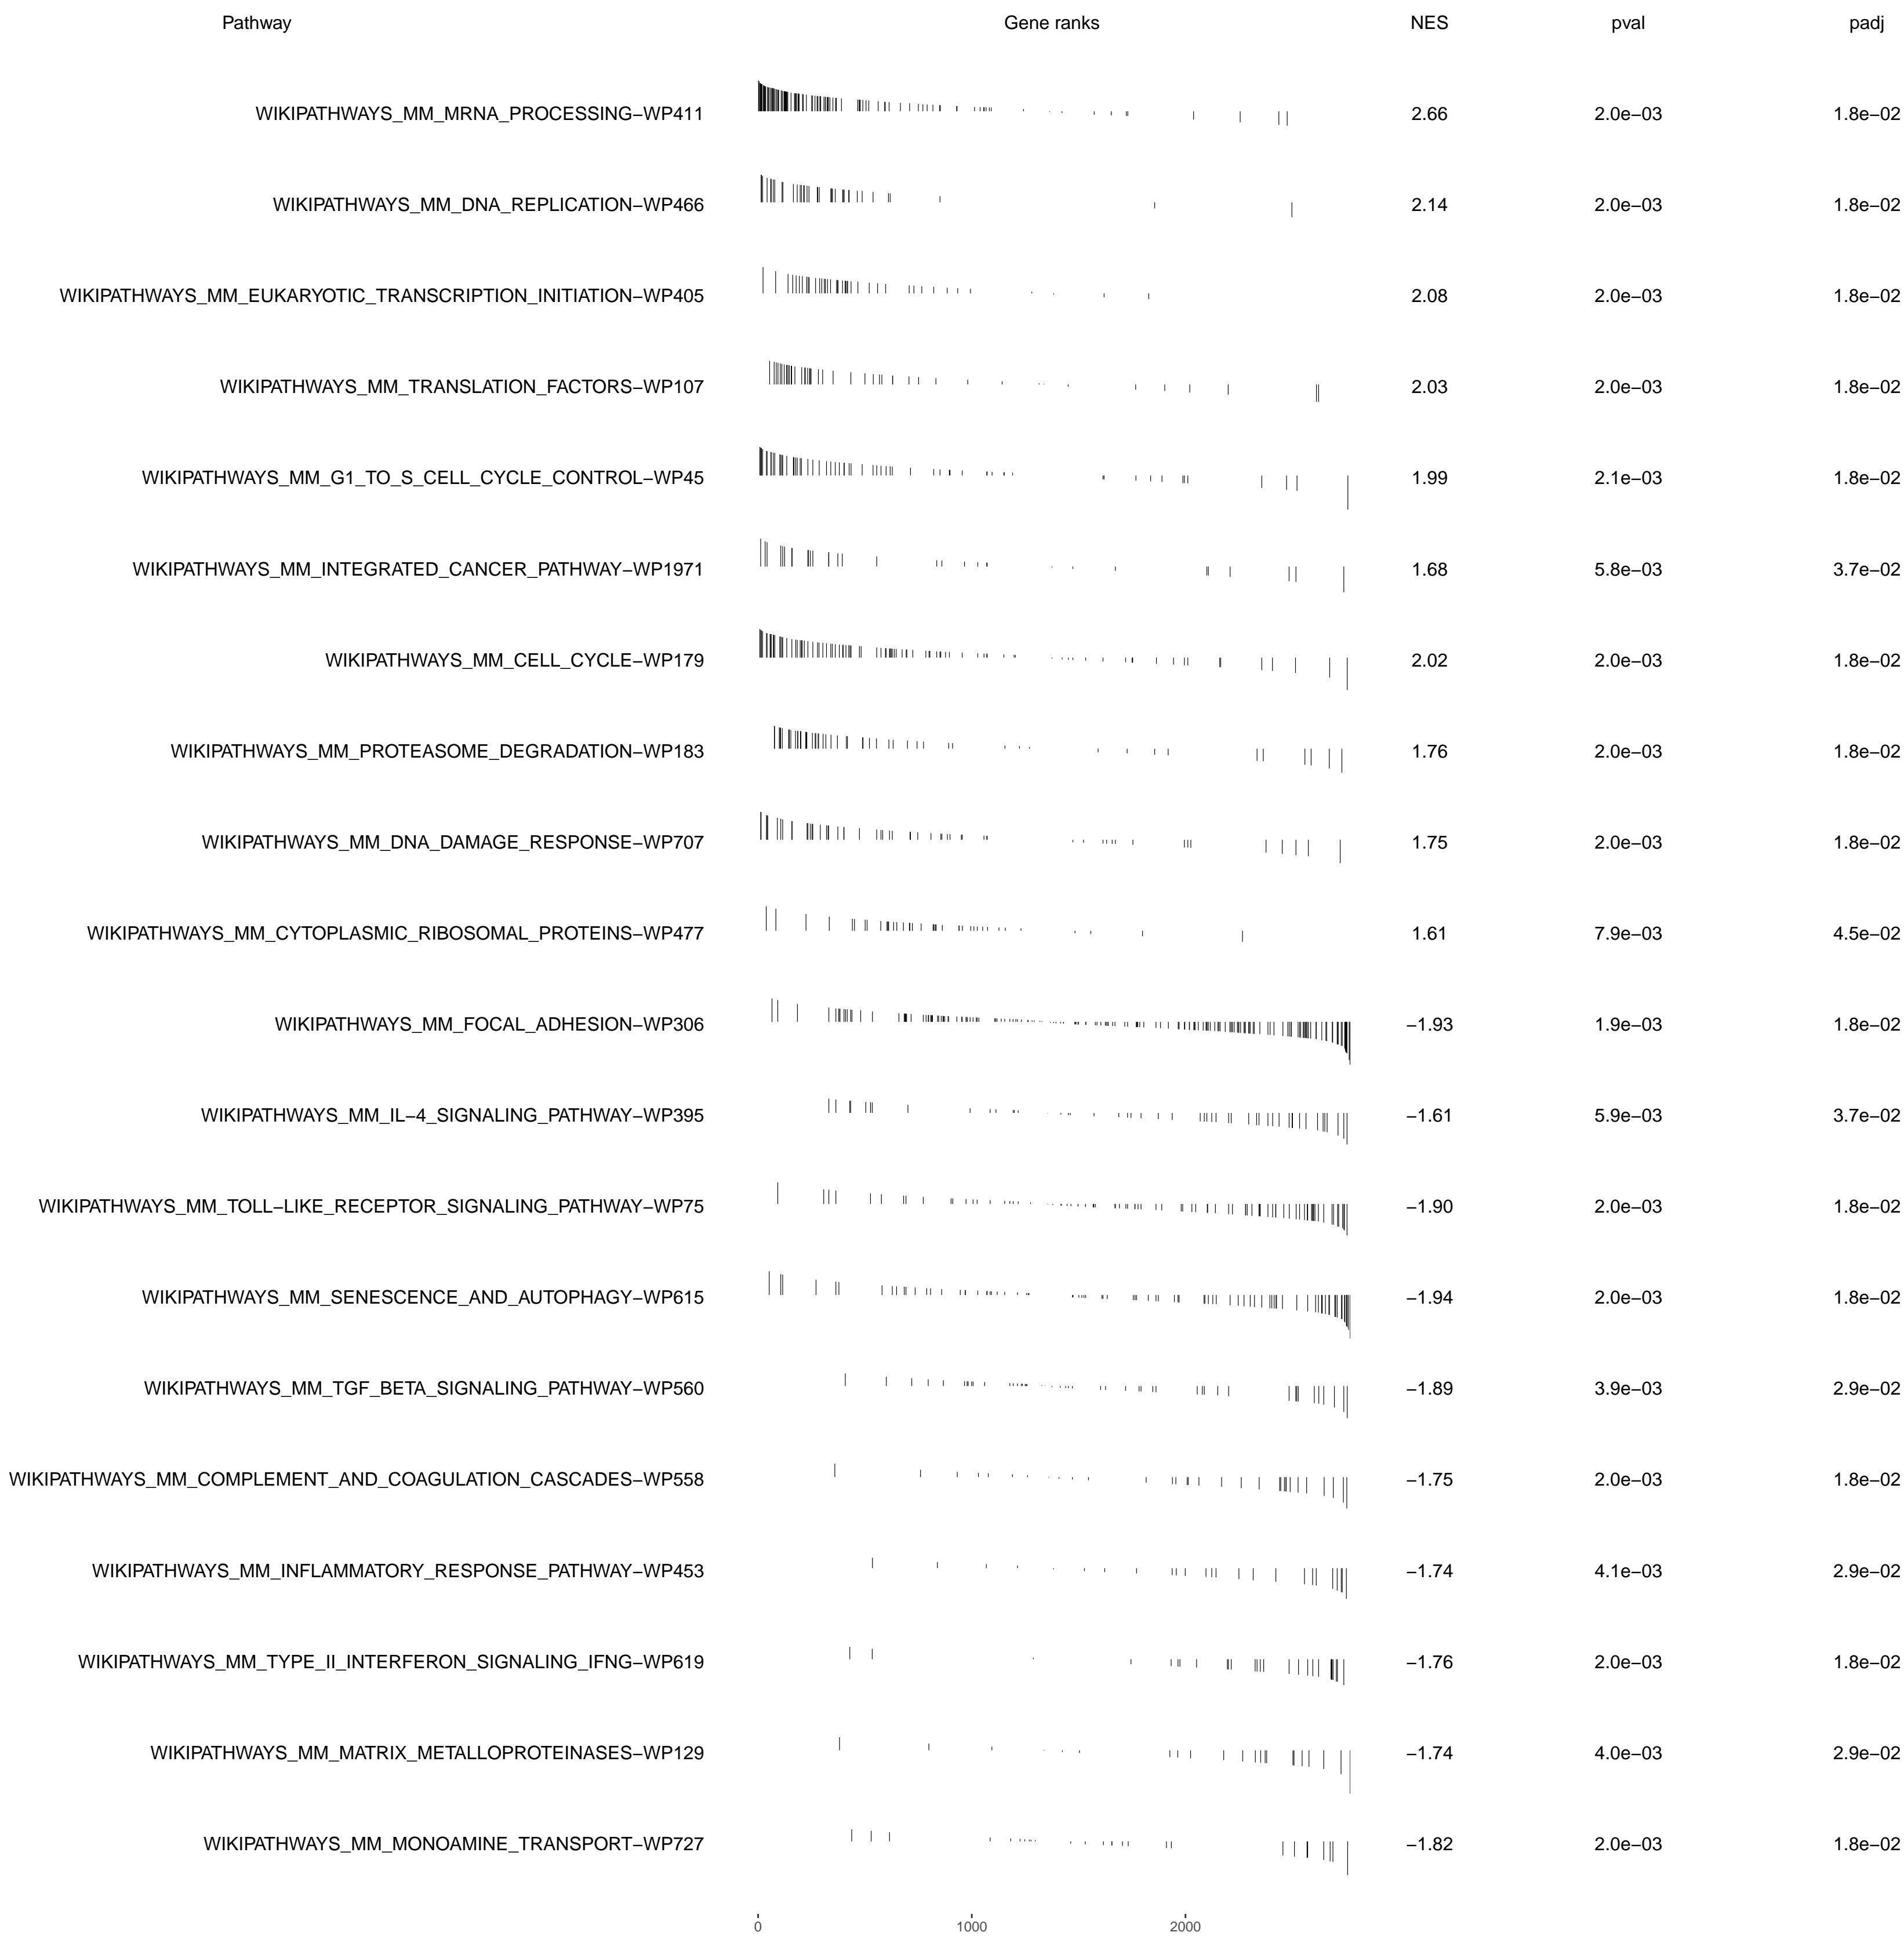 Pathway Gene ranks NES pval padj
WIKIPATHWAYS_MM_MRNA_PROCESSING−WP411 2.66 2.0e−03 1.8e−02
WIKIPATHWAYS_MM_DNA_REPLICATION−WP466 2.14 2.0e−03 1.8e−02
WIKIPATHWAYS_MM_EUKARYOTIC_TRANSCRIPTION_INITIATION−WP405 2.08 2.0e−03 1.8e−02
WIKIPATHWAYS_MM_TRANSLATION_FACTORS−WP107 2.03 2.0e−03 1.8e−02
WIKIPATHWAYS_MM_G1_TO_S_CELL_CYCLE_CONTROL−WP45 1.99 2.1e−03 1.8e−02
WIKIPATHWAYS_MM_INTEGRATED_CANCER_PATHWAY−WP1971 1.68 5.8e−03 3.7e−02
WIKIPATHWAYS_MM_CELL_CYCLE−WP179 2.02 2.0e−03 1.8e−02
WIKIPATHWAYS_MM_PROTEASOME_DEGRADATION−WP183 1.76 2.0e−03 1.8e−02
WIKIPATHWAYS_MM_DNA_DAMAGE_RESPONSE−WP707 1.75 2.0e−03 1.8e−02
WIKIPATHWAYS_MM_CYTOPLASMIC_RIBOSOMAL_PROTEINS−WP477 1.61 7.9e−03 4.5e−02
WIKIPATHWAYS_MM_FOCAL_ADHESION−WP306 −1.93 1.9e−03 1.8e−02
WIKIPATHWAYS_MM_IL−4_SIGNALING_PATHWAY−WP395 −1.61 5.9e−03 3.7e−02
WIKIPATHWAYS_MM_TOLL−LIKE_RECEPTOR_SIGNALING_PATHWAY−WP75 −1.90 2.0e−03 1.8e−02
WIKIPATHWAYS_MM_SENESCENCE_AND_AUTOPHAGY−WP615 −1.94 2.0e−03 1.8e−02
WIKIPATHWAYS_MM_TGF_BETA_SIGNALING_PATHWAY−WP560 −1.89 3.9e−03 2.9e−02
WIKIPATHWAYS_MM_COMPLEMENT_AND_COAGULATION_CASCADES−WP558 −1.75 2.0e−03 1.8e−02
WIKIPATHWAYS_MM_INFLAMMATORY_RESPONSE_PATHWAY−WP453 −1.74 4.1e−03 2.9e−02
WIKIPATHWAYS_MM_TYPE_II_INTERFERON_SIGNALING_IFNG−WP619 −1.76 2.0e−03 1.8e−02
WIKIPATHWAYS_MM_MATRIX_METALLOPROTEINASES−WP129 −1.74 4.0e−03 2.9e−02
WIKIPATHWAYS_MM_MONOAMINE_TRANSPORT−WP727 −1.82 2.0e−03 1.8e−02
0 1000 2000